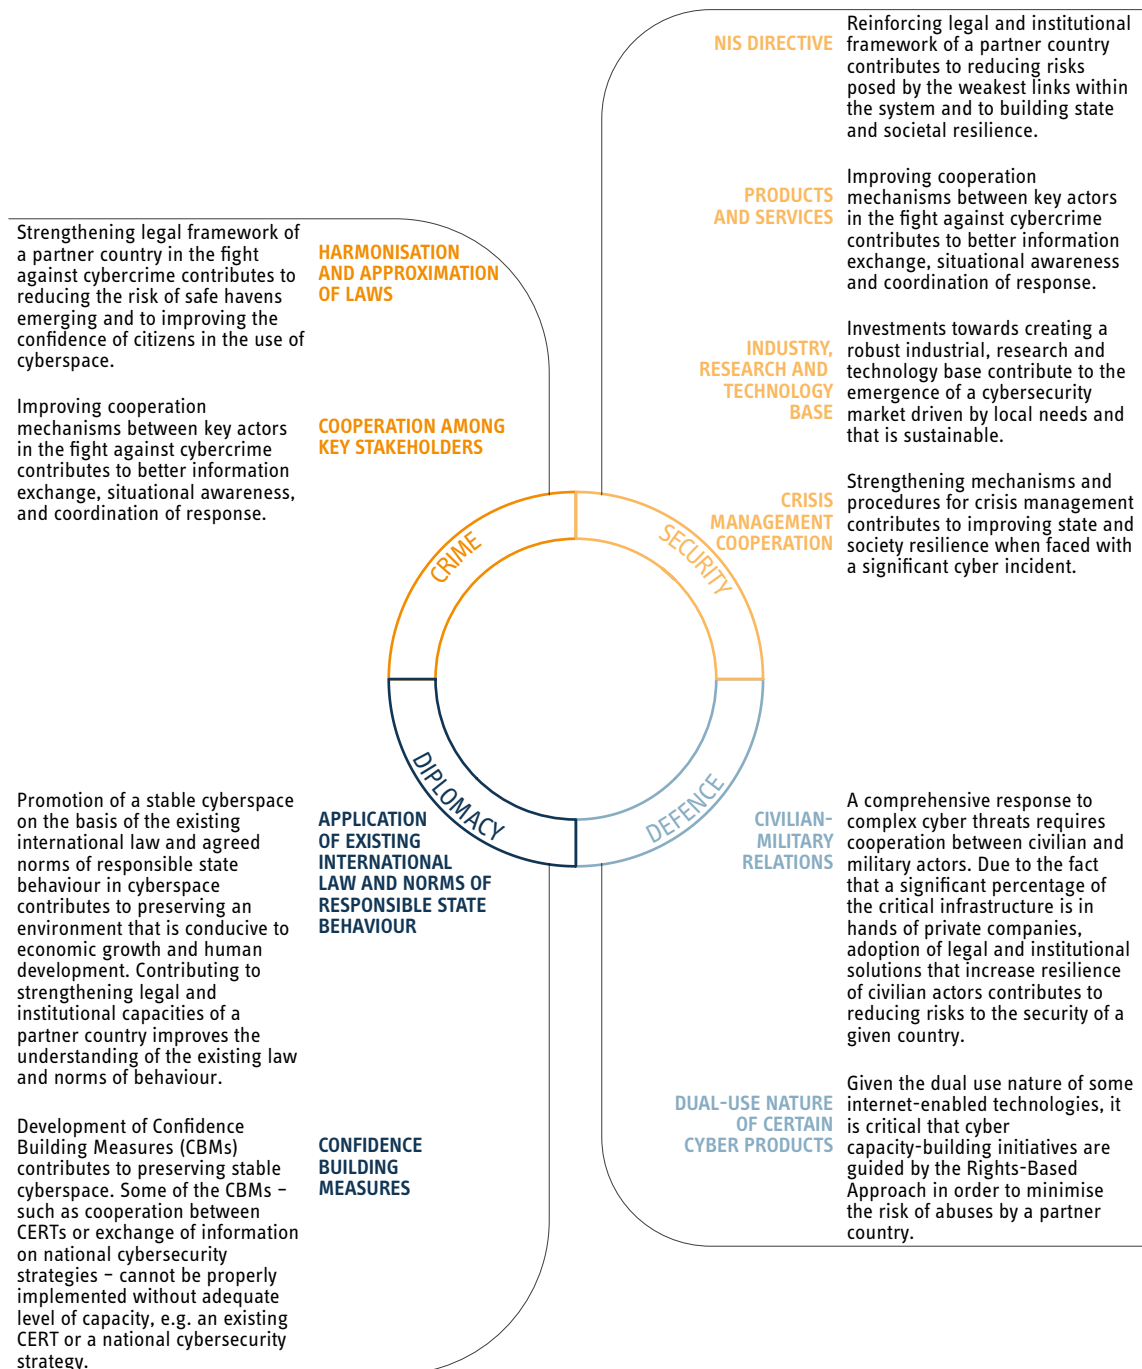 NIS DIRECTIVE
Reinforcing legal and institutional
framework of a partner country
contributes to reducing risks
posed by the weakest links within
the system and to building state
and societal resilience.
PRODUCTS
AND SERVICES
Improving cooperation
mechanisms between key actors
in the fight against cybercrime
contributes to better information
exchange, situational awareness
and coordination of response.
INDUSTRY,
RESEARCH AND
TECHNOLOGY
BASE
Investments towards creating a
robust industrial, research and
technology base contribute to the
emergence of a cybersecurity
market driven by local needs and
that is sustainable.
CRISIS
MANAGEMENT
COOPERATION
Strengthening mechanisms and
procedures for crisis management
contributes to improving state and
society resilience when faced with
a significant cyber incident.
Strengthening legal framework of
a partner country in the fight
against cybercrime contributes to
reducing the risk of safe havens
emerging and to improving the
confidence of citizens in the use of
cyberspace.
HARMONISATION
AND APPROXIMATION
OF LAWS
Improving cooperation
mechanisms between key actors
in the fight against cybercrime
contributes to better information
exchange, situational awareness,
and coordination of response.
COOPERATION AMONG
KEY STAKEHOLDERS
CRIME
SECURITY
DIPLOMACY
DEFENCE
Promotion of a stable cyberspace
on the basis of the existing
international law and agreed
norms of responsible state
behaviour in cyberspace
contributes to preserving an
environment that is conducive to
economic growth and human
development. Contributing to
strengthening legal and
institutional capacities of a
partner country improves the
understanding of the existing law
and norms of behaviour.
APPLICATION
OF EXISTING
INTERNATIONAL
LAW AND NORMS OF
RESPONSIBLE STATE
BEHAVIOUR
Development of Confidence
Building Measures (CBMs)
contributes to preserving stable
cyberspace. Some of the CBMs –
such as cooperation between
CERTs or exchange of information
on national cybersecurity
strategies – cannot be properly
implemented without adequate
level of capacity, e.g. an existing
CERT or a national cybersecurity
strategy.
CONFIDENCE
BUILDING
MEASURES
CIVILIAN-
MILITARY
RELATIONS
A comprehensive response to
complex cyber threats requires
cooperation between civilian and
military actors. Due to the fact
that a significant percentage of
the critical infrastructure is in
hands of private companies,
adoption of legal and institutional
solutions that increase resilience
of civilian actors contributes to
reducing risks to the security of a
given country.
DUAL-USE NATURE
OF CERTAIN
CYBER PRODUCTS
Given the dual use nature of some
internet-enabled technologies, it
is critical that cyber
capacity-building initiatives are
guided by the Rights-Based
Approach in order to minimise
the risk of abuses by a partner
country.